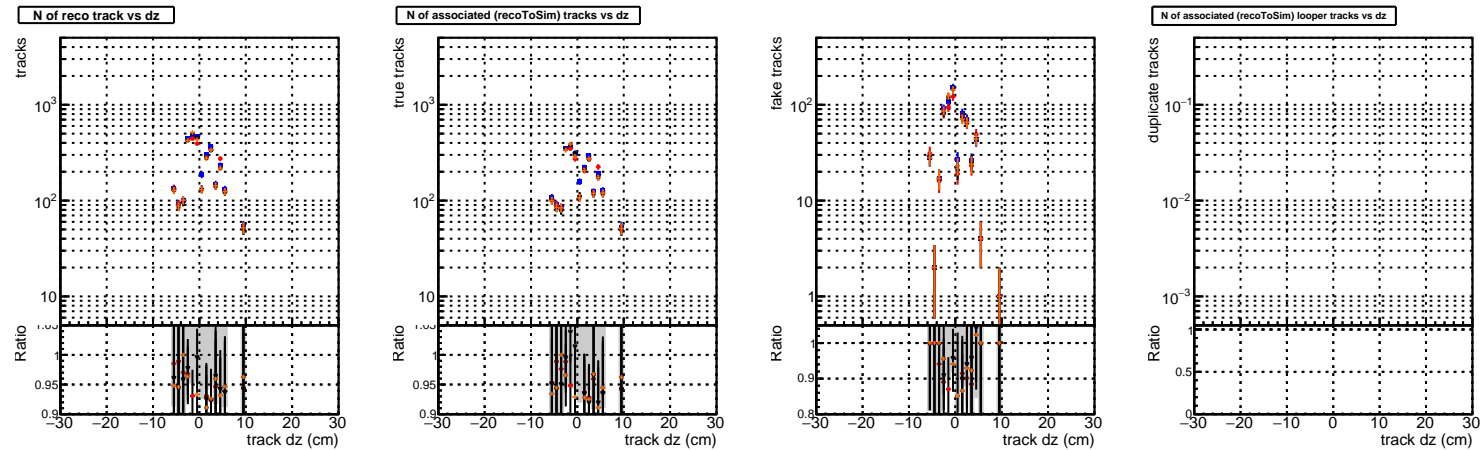 N of reco track vs dz
tracks
10³
10²
10
Ratio
1
0.95
0.9
−30 −20 −10 0 10 20 30
track dz (cm)
N of associated (recoToSim) tracks vs dz
true tracks
10³
10²
10
Ratio
1
0.95
0.9
−30 −20 −10 0 10 20 30
track dz (cm)
fake tracks
10²
10
1
Ratio
1
0.9
0.8
−30 −20 −10 0 10 20 30
track dz (cm)
N of associated (recoToSim) looper tracks vs dz
duplicate tracks
10⁻¹
10⁻²
10⁻³
Ratio
1
0.5
0
−30 −20 −10 0 10 20 30
track dz (cm)